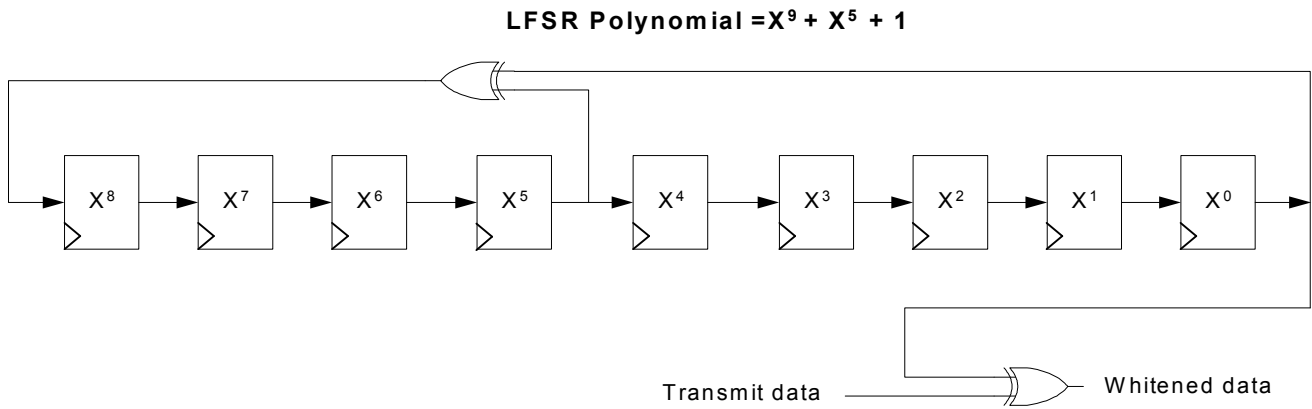 LFSR Polynomial =X⁹ + X⁵ + 1
X⁸ X⁷ X⁶ X⁵ X⁴ X³ X² X¹ X⁰
Transmit data Whitened data